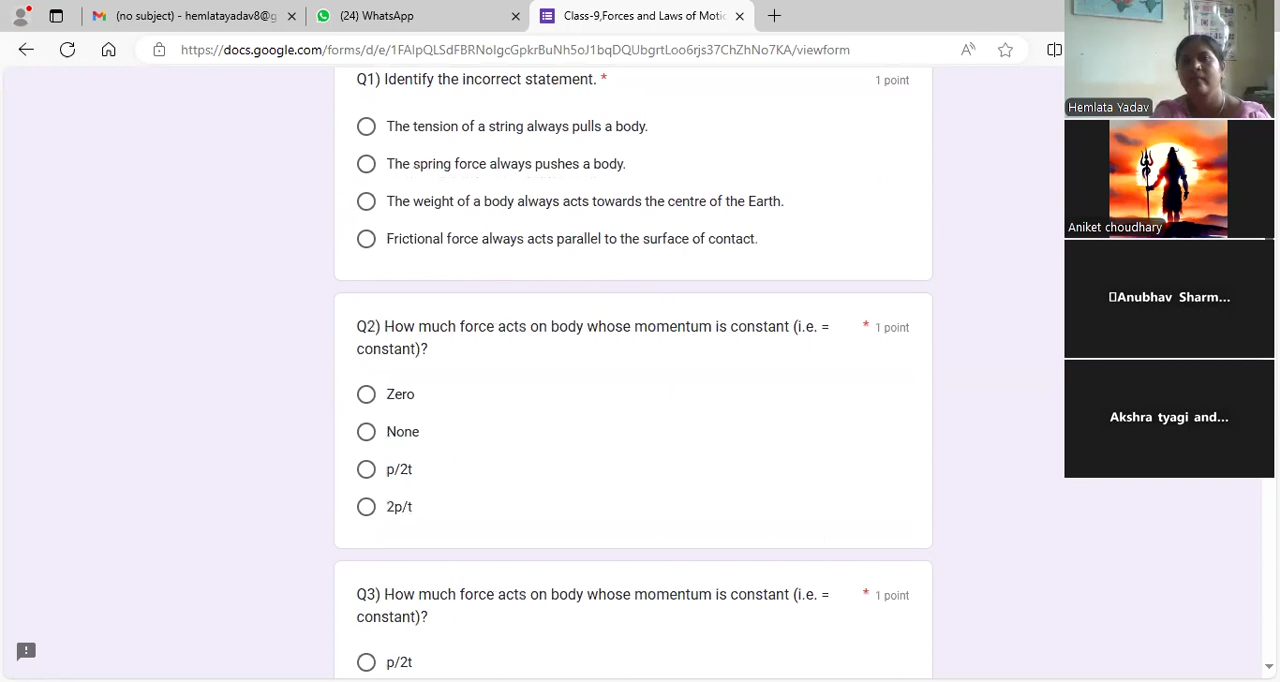 (no subject) - hemlatayadav8@g
(24) WhatsApp
Class-9,Forces and Laws of Moti
https://docs.google.com/forms/d/e/1FAIpQLSdFBRNoIgcGpkrBuNh5oJ1bqDQUbgrtLoo6rjs37ChZhNo7KA/viewform
Q1) Identify the incorrect statement. *
1 point
The tension of a string always pulls a body.
The spring force always pushes a body.
The weight of a body always acts towards the centre of the Earth.
Frictional force always acts parallel to the surface of contact.
Q2) How much force acts on body whose momentum is constant (i.e. =
constant)?
* 1 point
Zero
None
p/2t
2p/t
Q3) How much force acts on body whose momentum is constant (i.e. =
constant)?
* 1 point
p/2t
Hemlata Yadav
Aniket choudhary
Anubhav Sharm...
Akshra tyagi and...